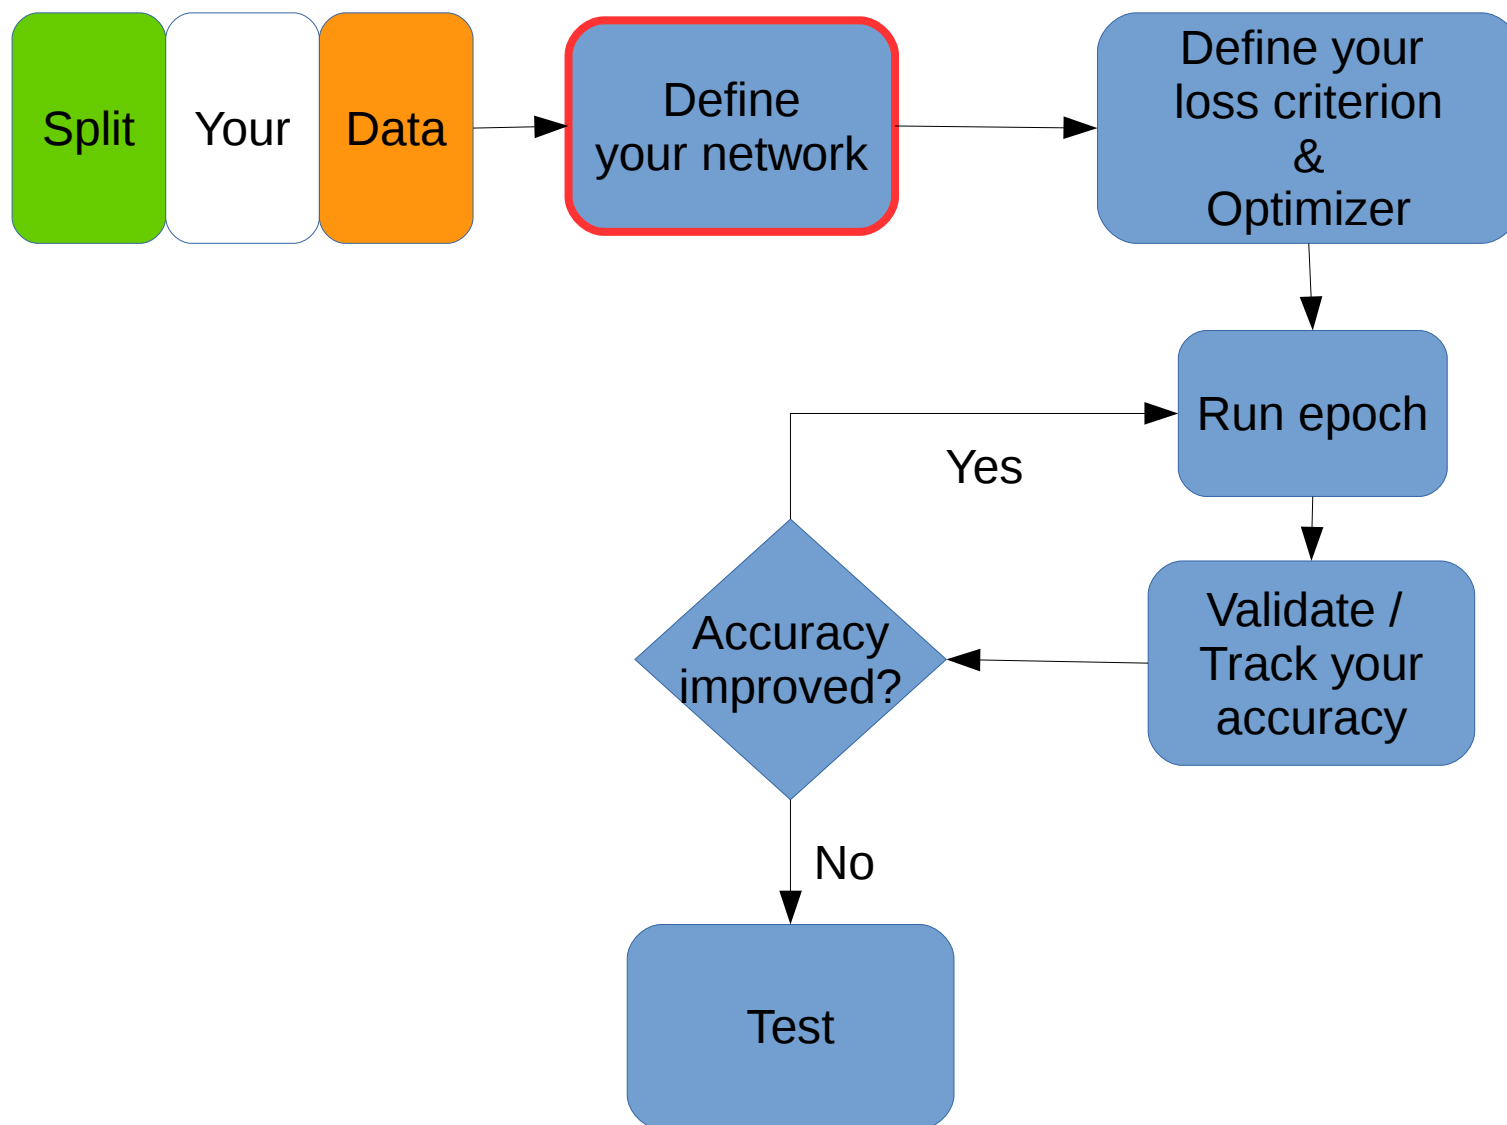 Split Your Data
Define
your network
Define your
loss criterion
&
Optimizer
Run epoch
Yes
Validate /
Track your
accuracy
Accuracy
improved?
No
Test